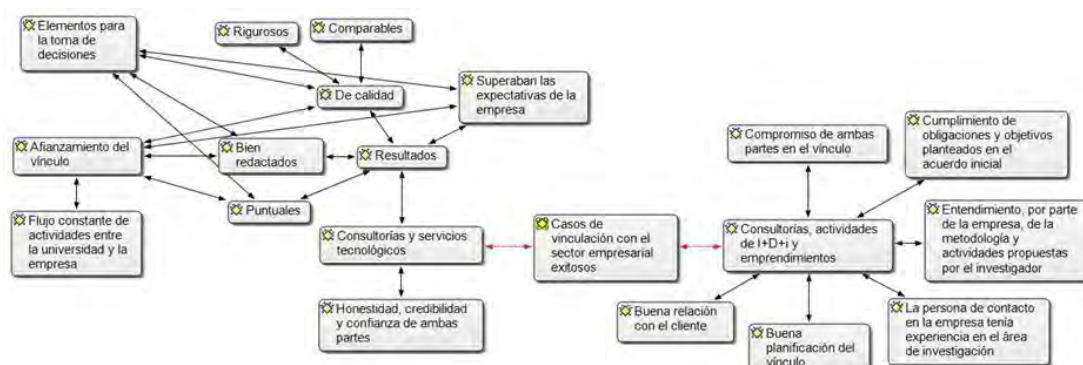 Elementos para
la toma de
decisiones
Rigurosos
Comparables
De calidad
Superaban las
expectativas de la
empresa
Afianzamiento del
vínculo
Bien
redactados
Resultados
Puntuales
Flujo constante de
actividades entre
la universidad y la
empresa
Consultorías y servicios
tecnológicos
Honestidad, credibilidad
y confianza de ambas
partes
Casos de
vinculación con el
sector empresarial
exitosos
Compromiso de ambas
partes en el vínculo
Cumplimiento de
obligaciones y objetivos
planteados en el
acuerdo inicial
Consultorías, actividades
de I+D+i y
emprendimientos
Entendimiento, por parte
de la empresa, de la
metodología y
actividades propuestas
por el investigador
Buena relación
con el cliente
Buena
planificación del
vínculo
La persona de contacto
en la empresa tenía
experiencia en el área
de investigación